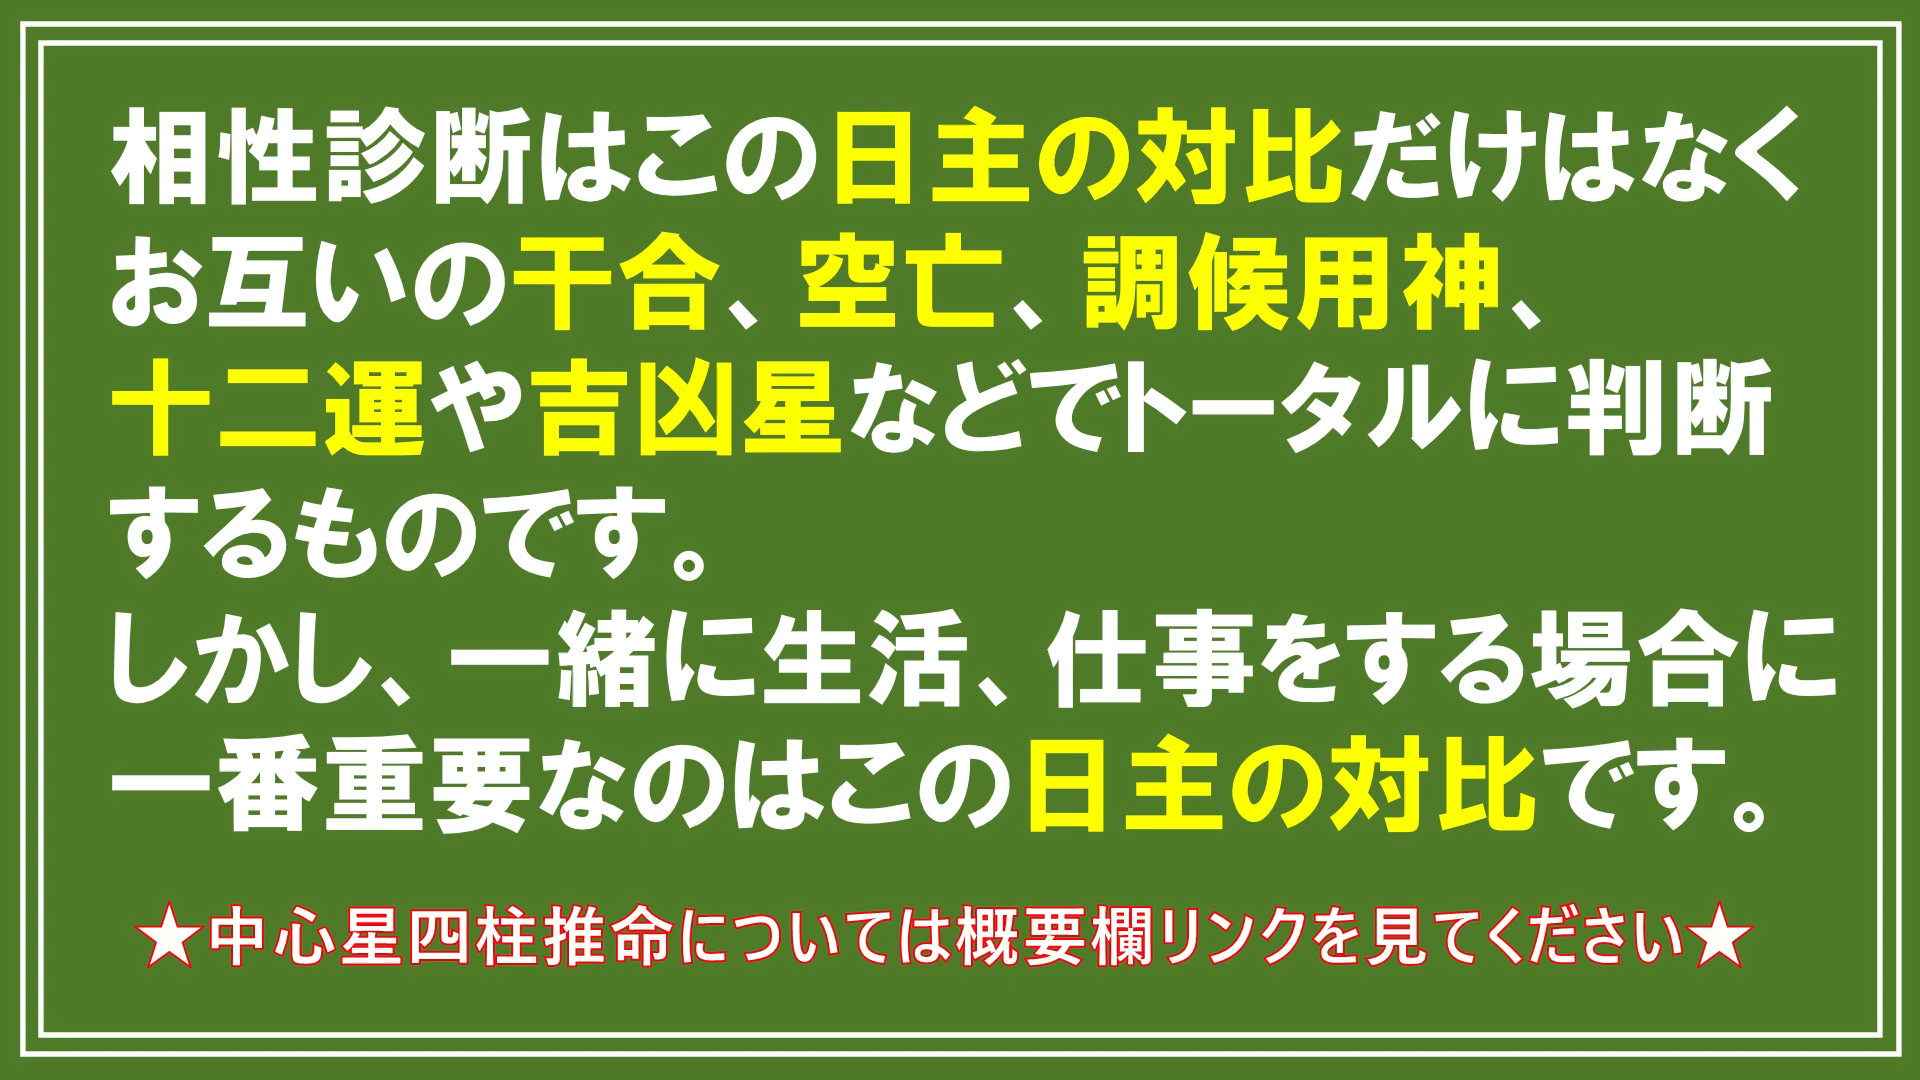 相性診断はこの日主の対比だけはなく
お互いの干合、空亡、調候用神、
十二運や吉凶星などでトータルに判断
するものです。
しかし、一緒に生活、仕事をする場合に
一番重要なのはこの日主の対比です。
★中心星四柱推命については概要欄リンクを見てください★